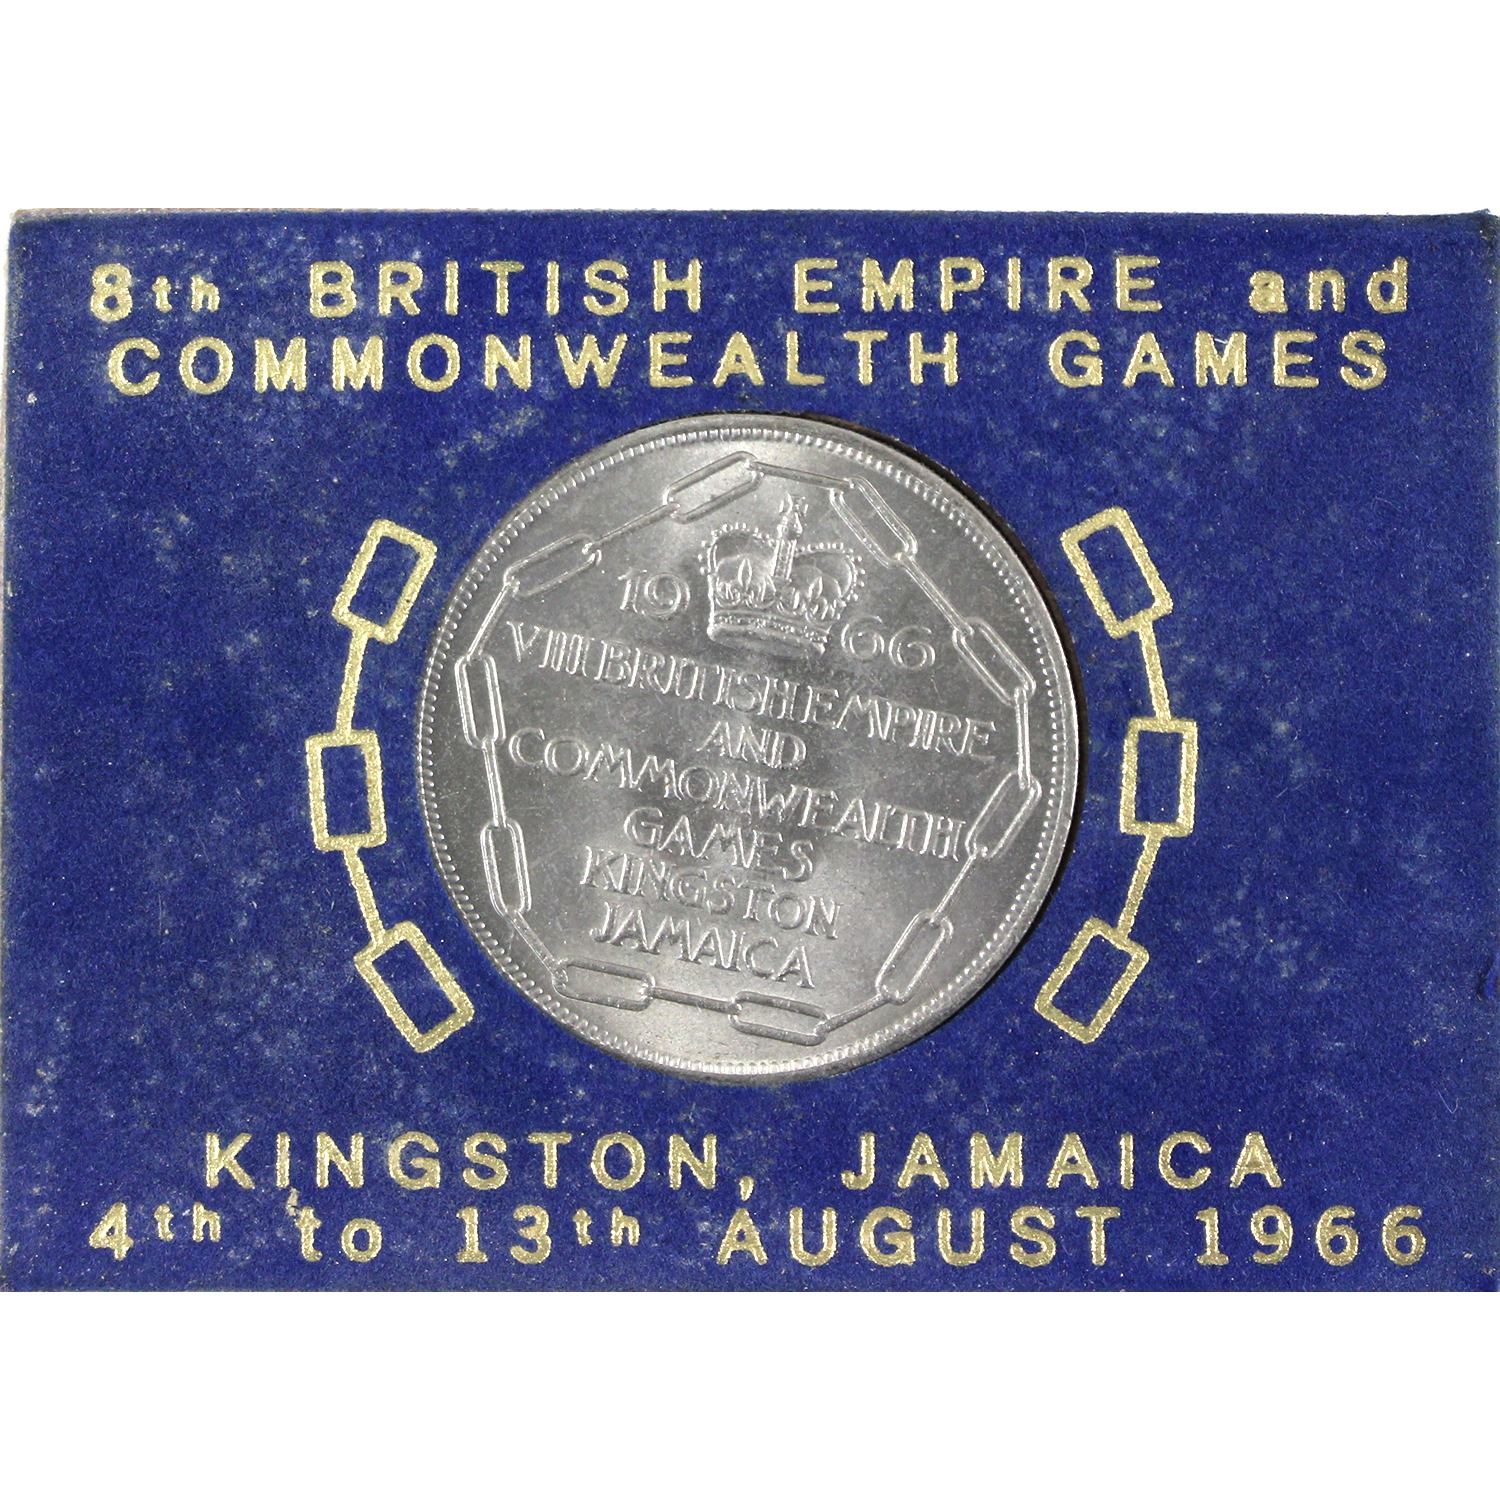 8th BRITISH EMPIRE and
COMMONWEALTH GAMES
19 66
VIII BRITISH EMPIRE
AND
COMMONWEALTH
GAMES
KINGSTON
JAMAICA
KINGSTON, JAMAICA
4th to 13th AUGUST 1966